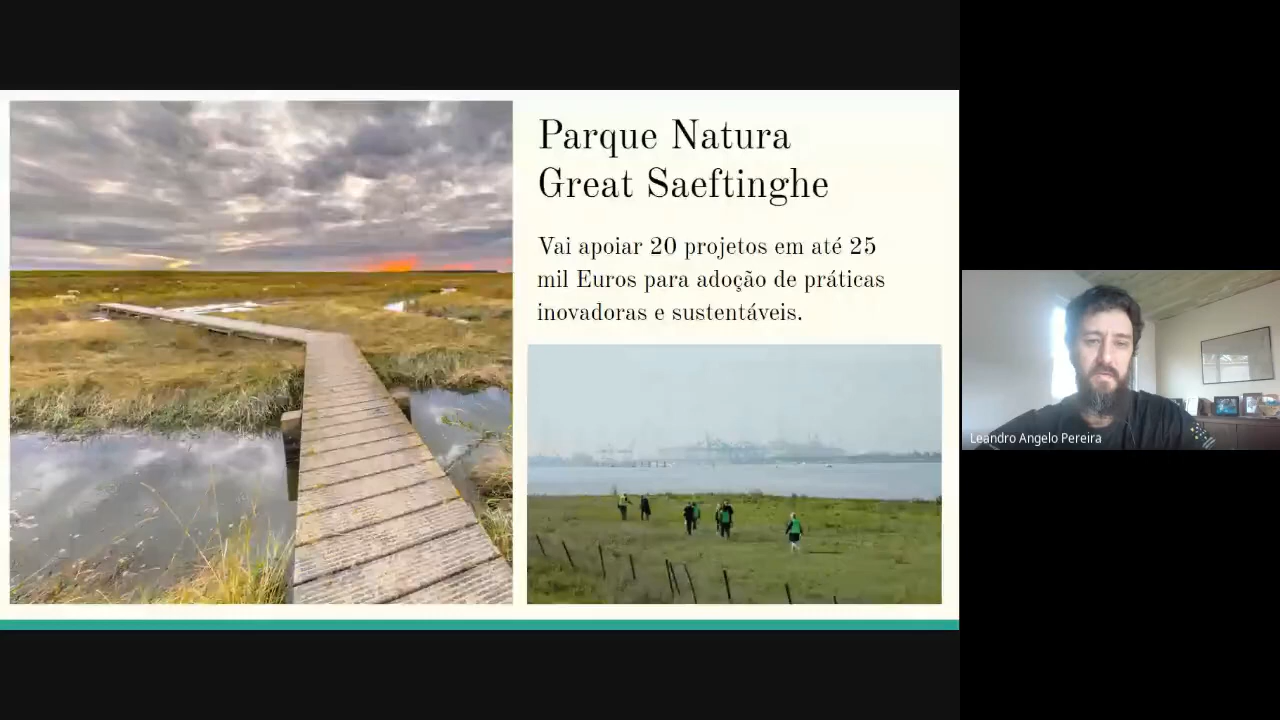 Parque Natura
Great Saeftinghe
Vai apoiar 20 projetos em até 25
mil Euros para adoção de práticas
inovadoras e sustentáveis.
Leandro Angelo Pereira